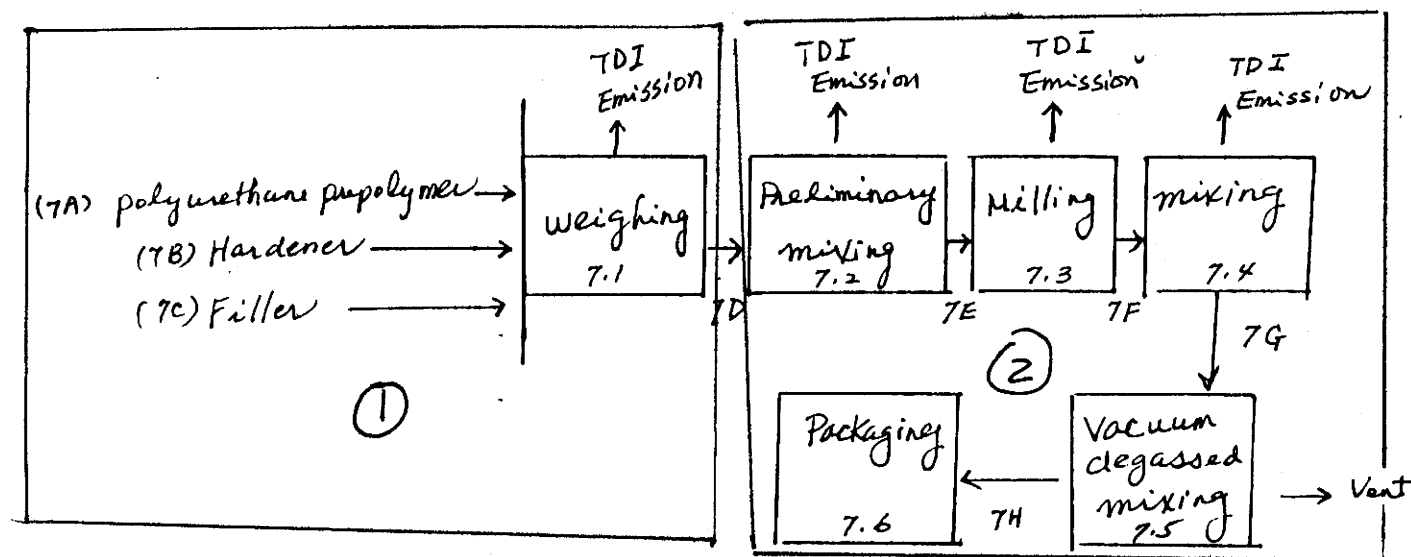 TDI
Emission
TDI
Emission
TDI
Emission
TDI
Emission
(7A) polyurethane prepolymer
(7B) Hardener
(7C) Filler
weighing
7.1
7D
Preliminary
mixing
7.2
7E
Milling
7.3
7F
mixing
7.4
7G
①
②
Packaging
7.6
7H
Vacuum
degassed
mixing
7.5
Vent